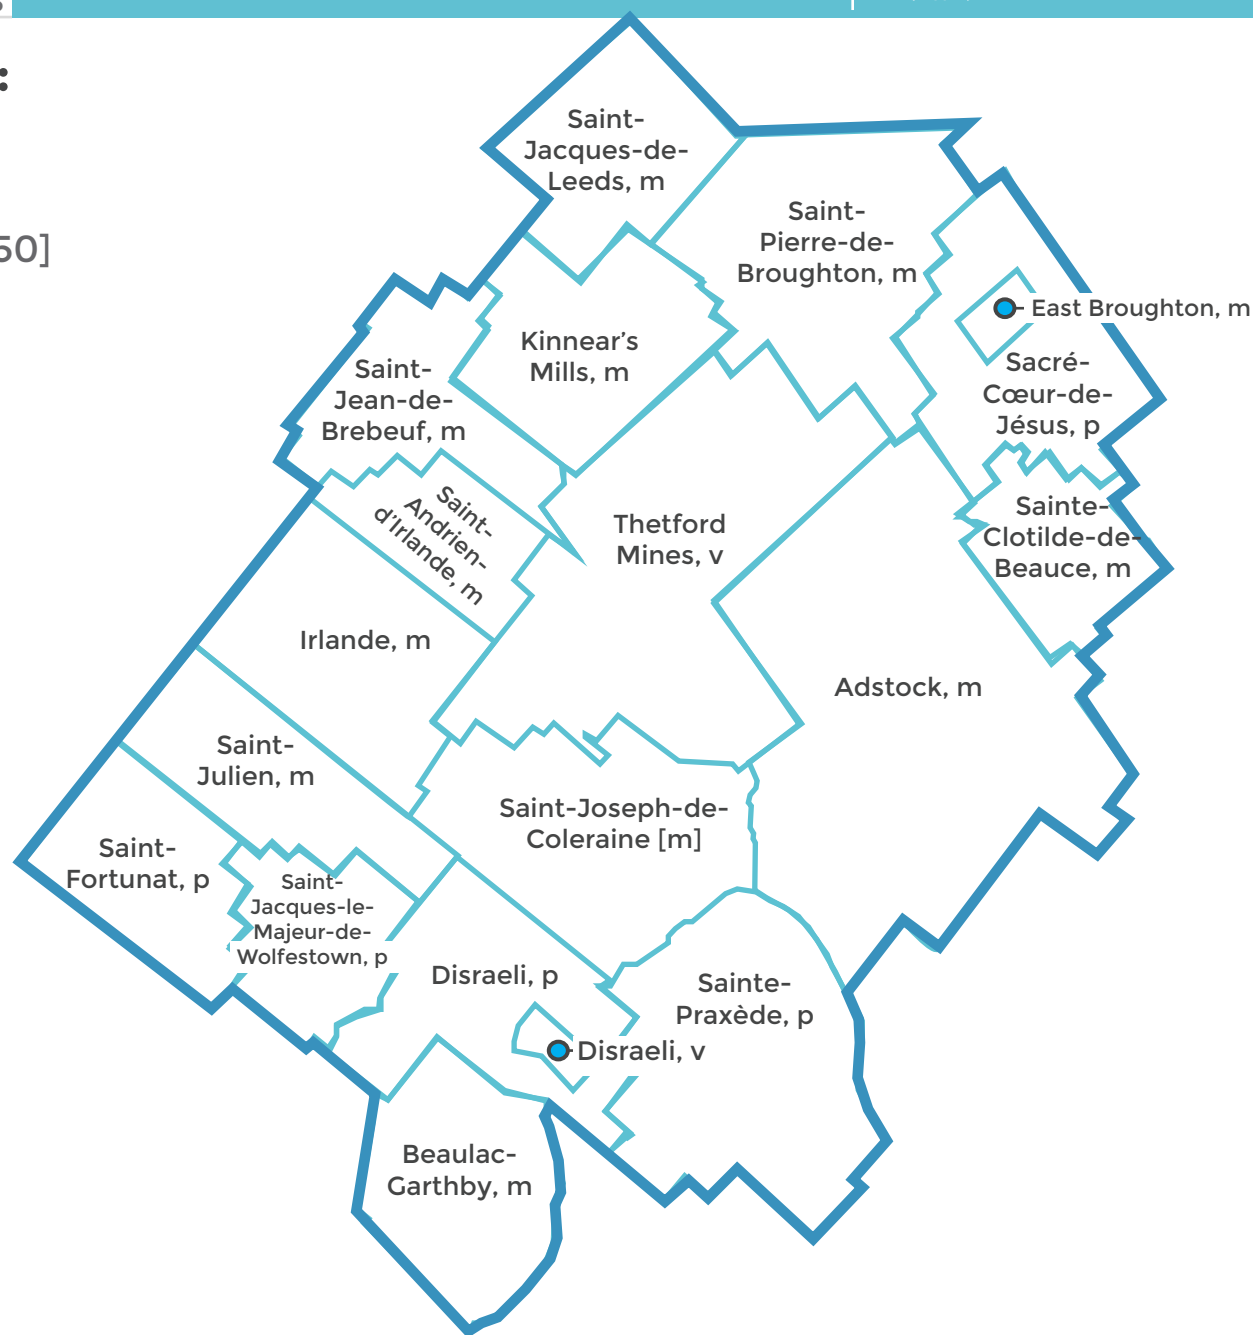 :
50]
Saint-
Jacques-de-
Leeds, m
Saint-
Pierre-de-
Broughton, m
East Broughton, m
Kinnear's
Mills, m
Saint-
Jean-de-
Brebeuf, m
Sacré-
Cœur-de-
Jésus, p
Saint-
Andrien-
d'Irlande, m
Thetford
Mines, v
Sainte-
Clotilde-de-
Beauce, m
Irlande, m
Adstock, m
Saint-
Julien, m
Saint-Joseph-de-
Coleraine [m]
Saint-
Fortunat, p
Saint-
Jacques-le-
Majeur-de-
Wolfestown, p
Disraeli, p
Sainte-
Praxède, p
Disraeli, v
Beaulac-
Garthby, m